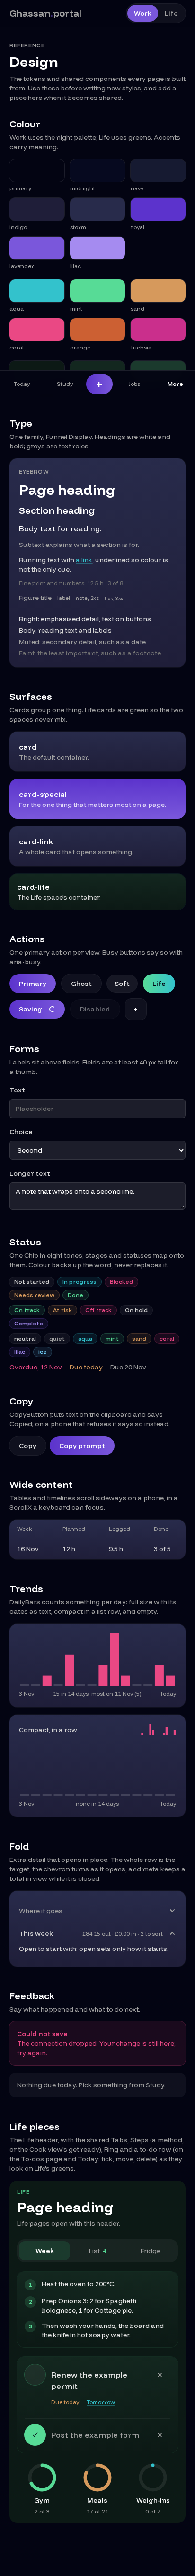 Ghassan.portal
Work
Life
REFERENCE
Design
The tokens and shared components every page is built
from. Use these before writing new styles, and add a
piece here when it becomes shared.
Colour
Work uses the night palette; Life uses greens. Accents
carry meaning.
primary
midnight
navy
indigo
storm
royal
lavender
lilac
aqua
mint
sand
coral
orange
fuchsia
Today
Study
+
Jobs
More
Type
One family, Funnel Display. Headings are white and
bold; greys are text roles.
EYEBROW
Page heading
Section heading
Body text for reading.
Subtext explains what a section is for.
Running text with a link, underlined so colour is
not the only cue.
Fine print and numbers: 12.5 h · 3 of 8
Figure title
label
note, 2xs
tick, 3xs
Bright: emphasised detail, text on buttons
Body: reading text and labels
Muted: secondary detail, such as a date
Faint: the least important, such as a footnote
Surfaces
Cards group one thing. Life cards are green so the two
spaces never mix.
card
The default container.
card-special
For the one thing that matters most on a page.
card-link
A whole card that opens something.
card-life
The Life space's container.
Actions
One primary action per view. Busy buttons say so with
aria-busy.
Primary
Ghost
Soft
Life
Saving
Disabled
+
Forms
Labels sit above fields. Fields are at least 40 px tall for
a thumb.
Text
Placeholder
Choice
Second
Longer text
A note that wraps onto a second line.
Status
One Chip in eight tones; stages and statuses map onto
them. Colour backs up the word, never replaces it.
Not started
In progress
Blocked
Needs review
Done
On track
At risk
Off track
On hold
Complete
neutral
quiet
aqua
mint
sand
coral
lilac
ice
Overdue, 12 Nov
Due today
Due 20 Nov
Copy
CopyButton puts text on the clipboard and says
Copied; on a phone that refuses it says so instead.
Copy
Copy prompt
Wide content
Tables and timelines scroll sideways on a phone, in a
ScrollX a keyboard can focus.
Week
Planned
Logged
Done
16 Nov
12 h
9.5 h
3 of 5
Trends
DailyBars counts something per day: full size with its
dates as text, compact in a list row, and empty.
3 Nov
15 in 14 days, most on 11 Nov (5)
Today
Compact, in a row
3 Nov
none in 14 days
Today
Fold
Extra detail that opens in place. The whole row is the
target, the chevron turns as it opens, and meta keeps a
total in view while it is closed.
Where it goes
This week
£84.15 out
£0.00 in
2 to sort
Open to start with: open sets only how it starts.
Feedback
Say what happened and what to do next.
Could not save
The connection dropped. Your change is still here;
try again.
Nothing due today. Pick something from Study.
Life pieces
The Life header, with the shared Tabs, Steps (a method,
or the Cook view's get ready), Ring and a to-do row (on
the To-dos page and Today: tick, move, delete) as they
look on Life's greens.
LIFE
Page heading
Life pages open with this header.
Week
List 4
Fridge
1
Heat the oven to 200°C.
2
Prep Onions 3: 2 for Spaghetti
bolognese, 1 for Cottage pie.
3
Then wash your hands, the board and
the knife in hot soapy water.
Renew the example
permit
×
Due today
Tomorrow
✓
Post the example form
×
Gym
2 of 3
Meals
17 of 21
Weigh-ins
0 of 7